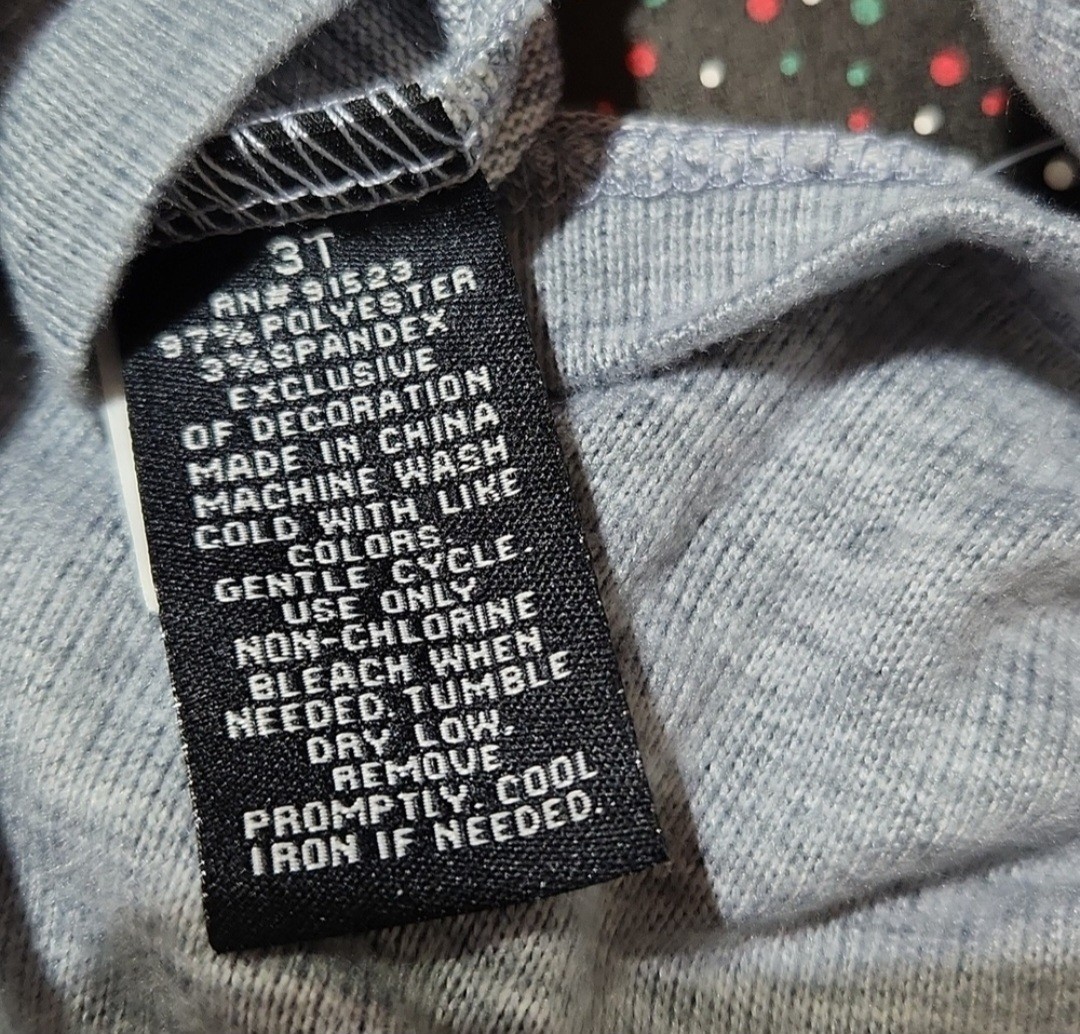 3T
RN# 91523
97% POLYESTER
3% SPANDEX
EXCLUSIVE
OF DECORATION
MADE IN CHINA
MACHINE WASH
COLD WITH LIKE
COLORS
GENTLE CYCLE.
USE ONLY
NON-CHLORINE
BLEACH WHEN
NEEDED. TUMBLE
DRY LOW.
REMOVE
PROMPTLY. COOL
IRON IF NEEDED.